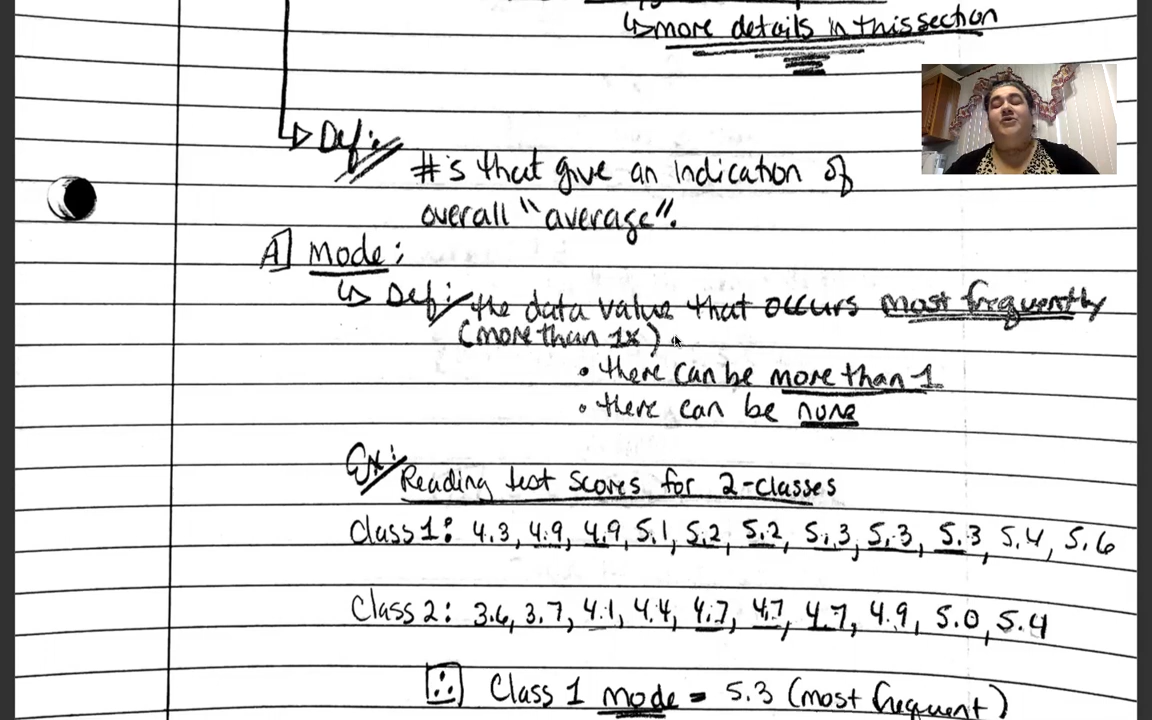 ↳more details in this section
↳ Def:
#'s that give an indication of
overall "average".
A] Mode:
↳ Def: the data value that occurs most frequently
(more than 1x).
• there can be more than 1
• there can be none
Ex: Reading test scores for 2-classes
Class 1: 4.3, 4.9, 4.9, 5.1, 5.2, 5.2, 5.3, 5.3, 5.3, 5.4, 5.6
Class 2: 3.6, 3.7, 4.1, 4.4, 4.7, 4.7, 4.7, 4.9, 5.0, 5.4
∴ Class 1 mode = 5.3 (most frequent)